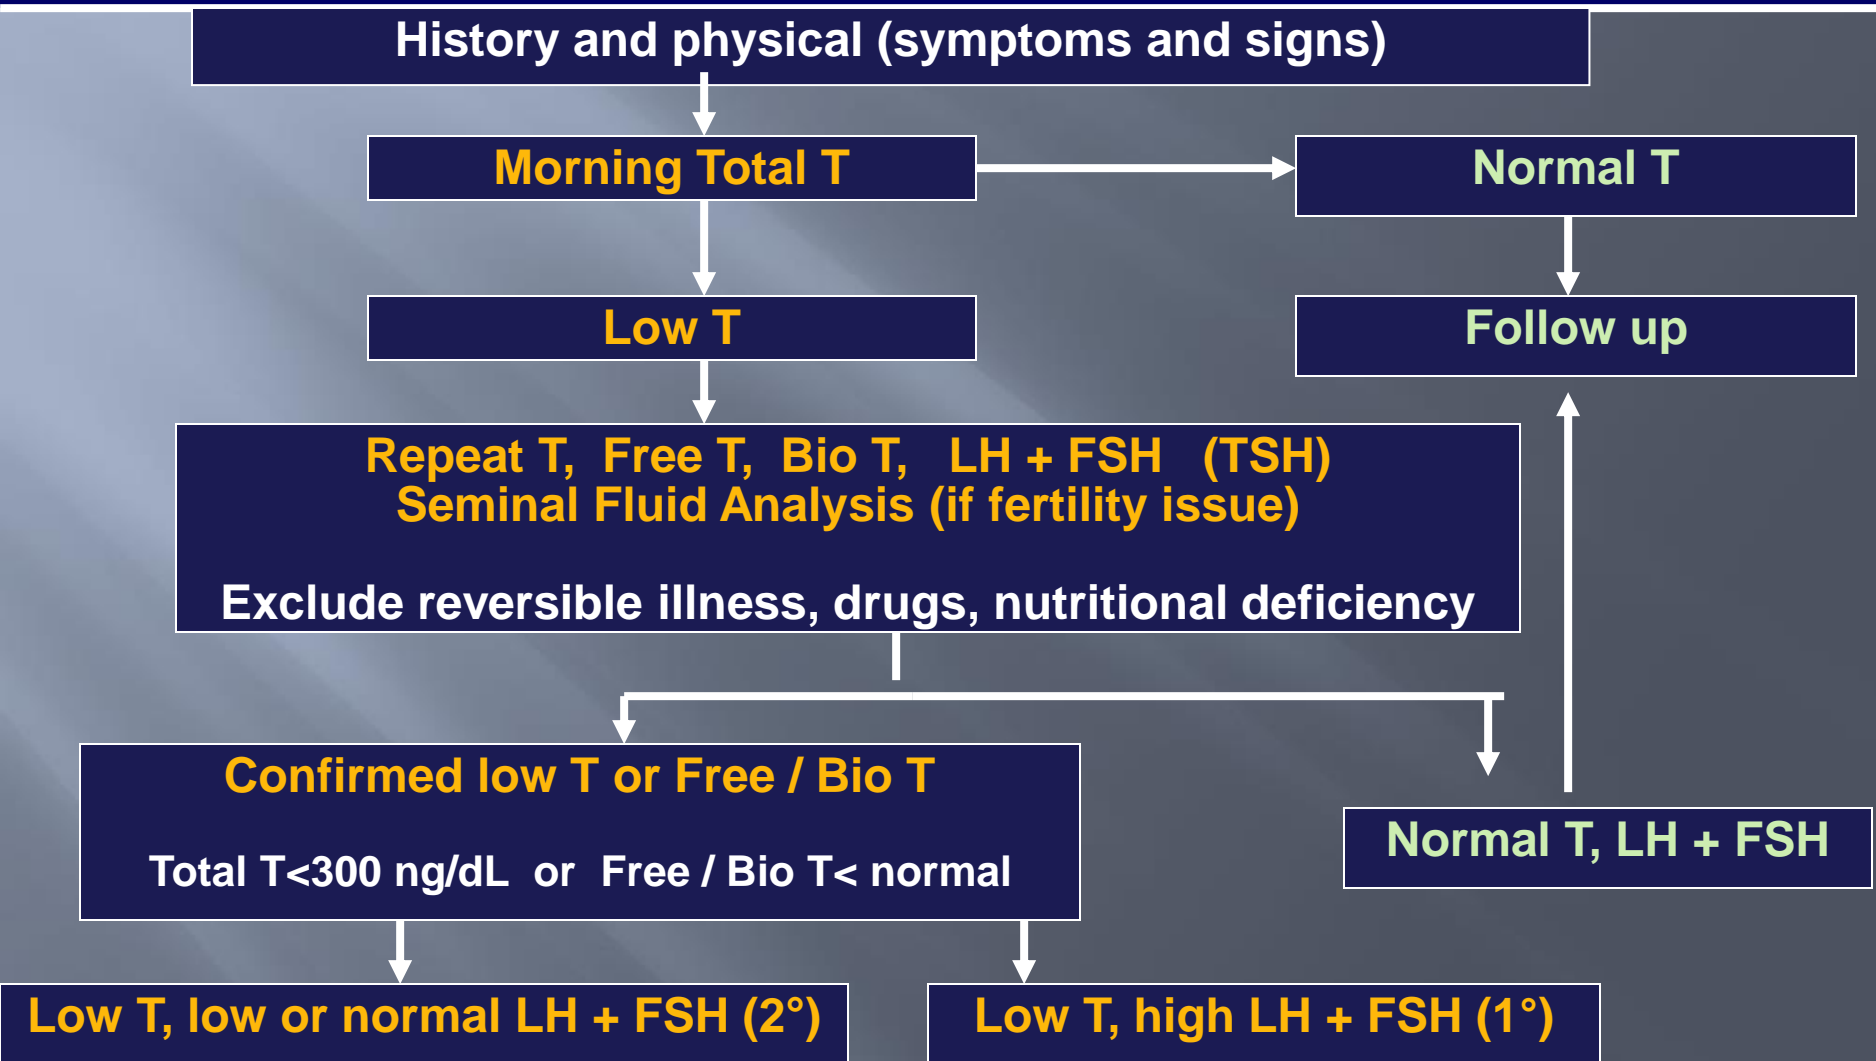 History and physical (symptoms and signs)
Morning Total T
Normal T
Low T
Follow up
Repeat T, Free T, Bio T, LH + FSH (TSH)
Seminal Fluid Analysis (if fertility issue)
Exclude reversible illness, drugs, nutritional deficiency
Confirmed low T or Free / Bio T
Total T<300 ng/dL or Free / Bio T< normal
Normal T, LH + FSH
Low T, low or normal LH + FSH (2°)
Low T, high LH + FSH (1°)